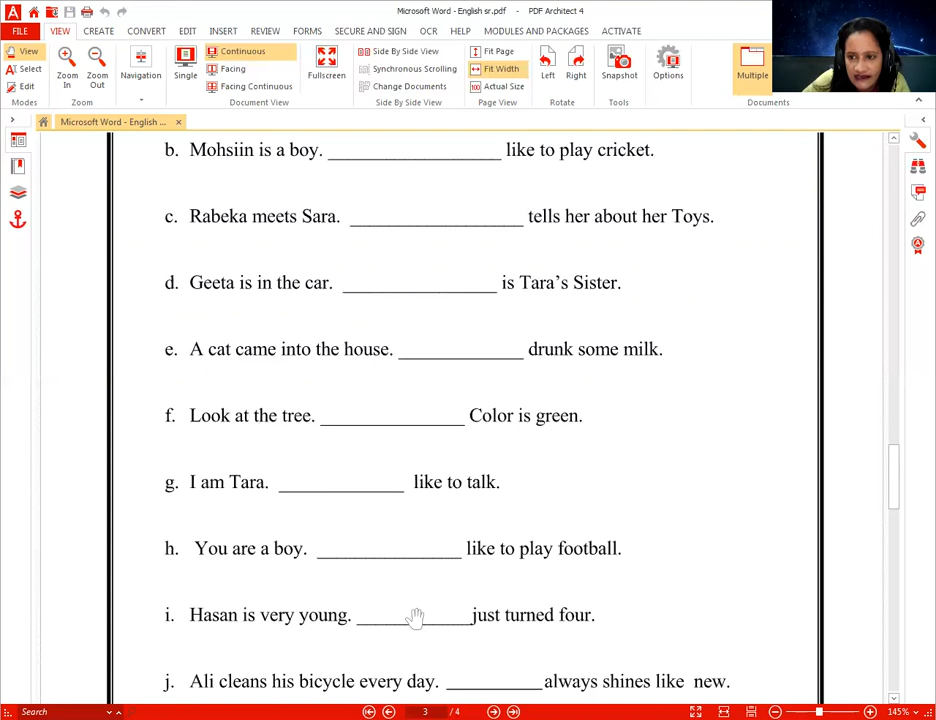 Microsoft Word - English sr.pdf - PDF Architect 4
FILE VIEW CREATE CONVERT EDIT INSERT REVIEW FORMS SECURE AND SIGN OCR HELP MODULES AND PACKAGES ACTIVATE
View Select Edit Modes
Zoom In Zoom Out Zoom
Navigation
Single Continuous Facing Facing Continuous Document View
Fullscreen
Side By Side View Synchronous Scrolling Change Documents Side By Side View
Fit Page Fit Width 100 Actual Size Page View
Left Right Rotate
Snapshot Tools
Options
Multiple Documents
Microsoft Word - English ... ×
b. Mohsiin is a boy. _________________ like to play cricket.
c. Rabeka meets Sara. _________________ tells her about her Toys.
d. Geeta is in the car. _______________ is Tara’s Sister.
e. A cat came into the house. ____________ drunk some milk.
f. Look at the tree. ______________ Color is green.
g. I am Tara. ____________ like to talk.
h. You are a boy. ______________ like to play football.
i. Hasan is very young. ___________just turned four.
j. Ali cleans his bicycle every day. _________always shines like new.
Search 3 / 4 145%